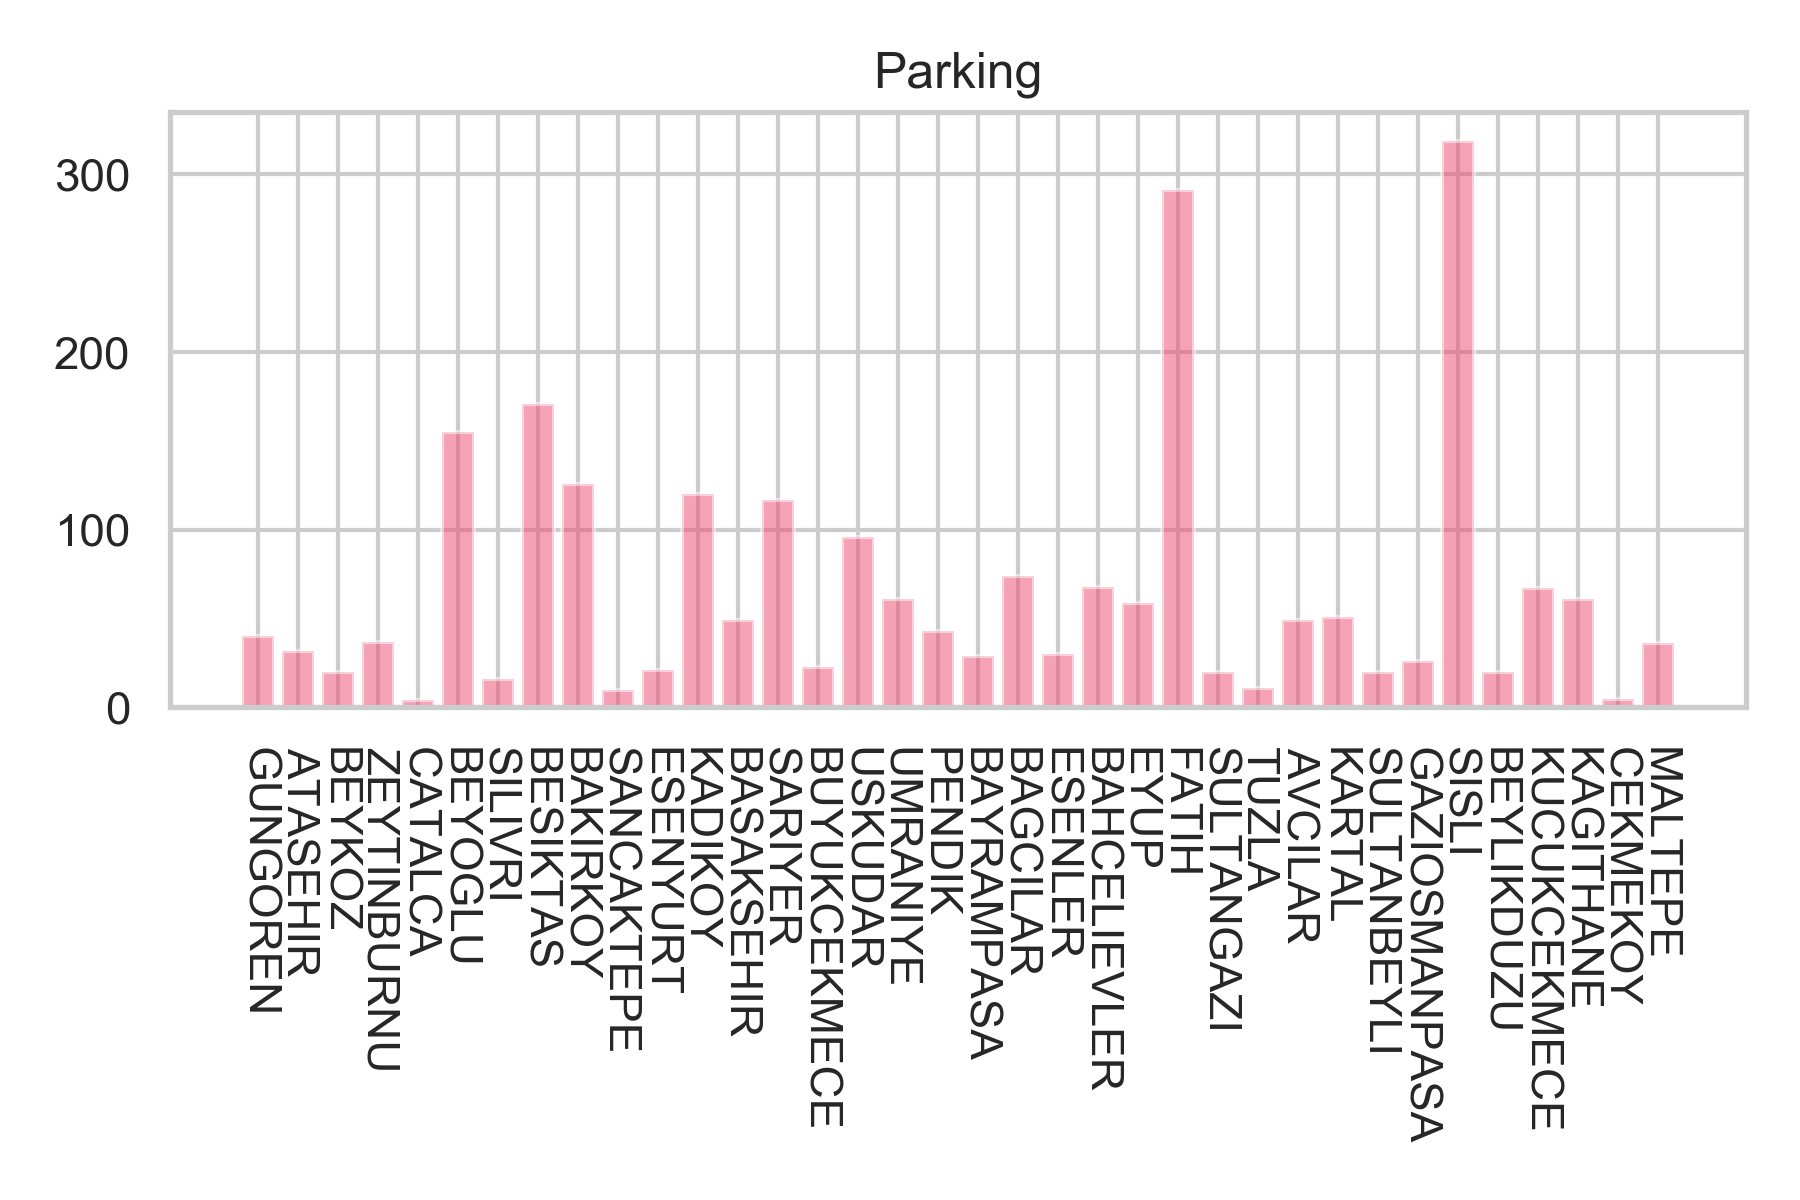 Parking
300
200
100
0
GUNGOREN
ATASEHIR
BEYKOZ
ZEYTINBURNU
CATALCA
BEYOGLU
SILIVRI
BESIKTAS
BAKIRKOY
SANCAKTEPE
ESENYURT
KADIKOY
BASAKSEHIR
SARIYER
BUYUKCEKMECE
USKUDAR
UMRANIYE
PENDIK
BAYRAMPASA
BAGCILAR
ESENLER
BAHCELIEVLER
EYUP
FATIH
SULTANGAZI
TUZLA
AVCILAR
KARTAL
SULTANBEYLI
GAZIOSMANPASA
SISLI
BEYLIKDUZU
KUCUKCEKMECE
KAGITHANE
CEKMEKOY
MALTEPE